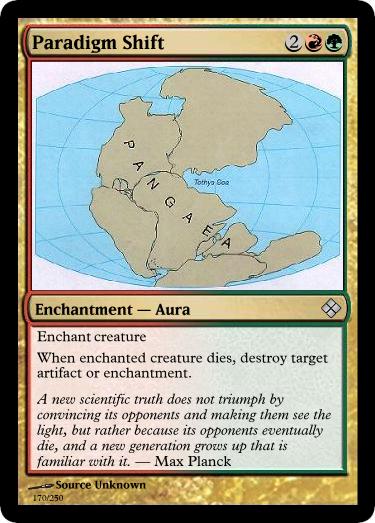 Paradigm Shift 2
PANGAEA
Tethys Sea
Enchantment — Aura
Enchant creature
When enchanted creature dies, destroy target
artifact or enchantment.
A new scientific truth does not triumph by
convincing its opponents and making them see the
light, but rather because its opponents eventually
die, and a new generation grows up that is
familiar with it. — Max Planck
Source Unknown
170/250